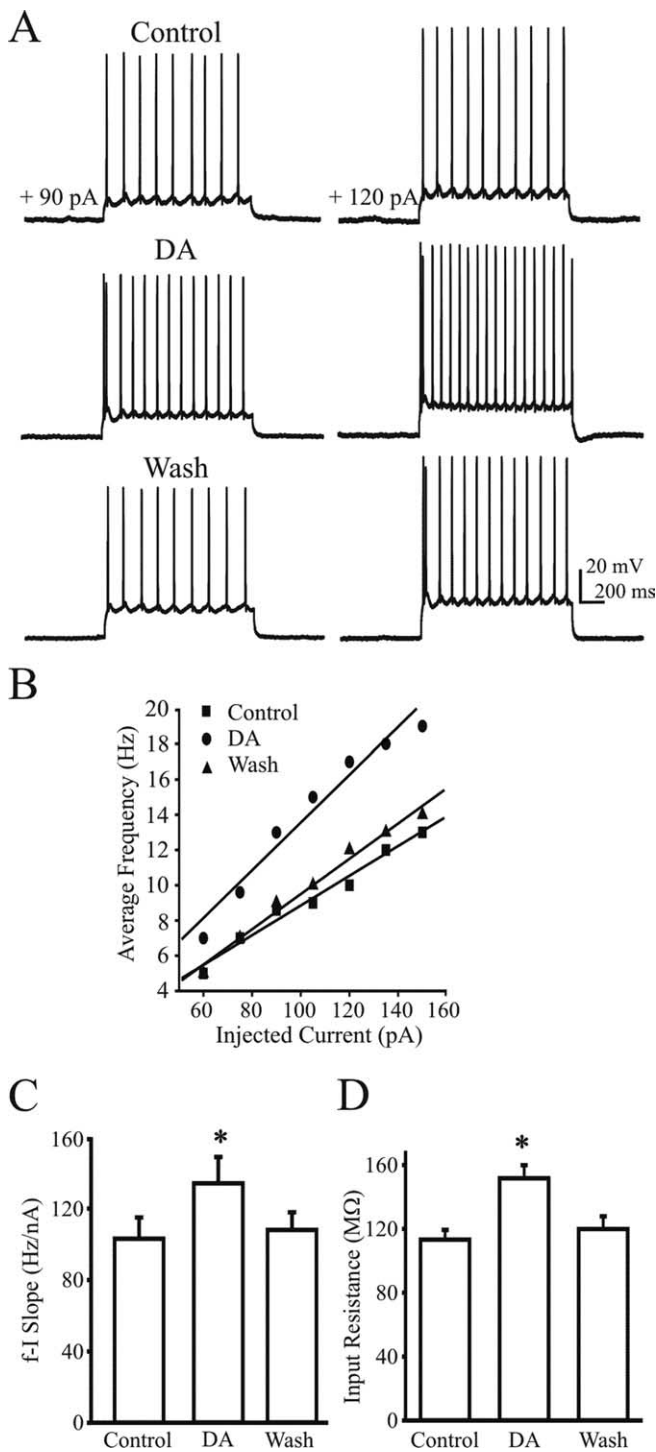 A
Control
+ 90 pA
+ 120 pA
DA
Wash
20 mV
200 ms
B
Average Frequency (Hz)
20
18
16
14
12
10
8
6
4
Control
DA
Wash
60 80 100 120 140 160
Injected Current (pA)
C
f-I Slope (Hz/nA)
160
120
80
40
0
*
Control DA Wash
D
Input Resistance (MΩ)
160
120
80
40
0
*
Control DA Wash